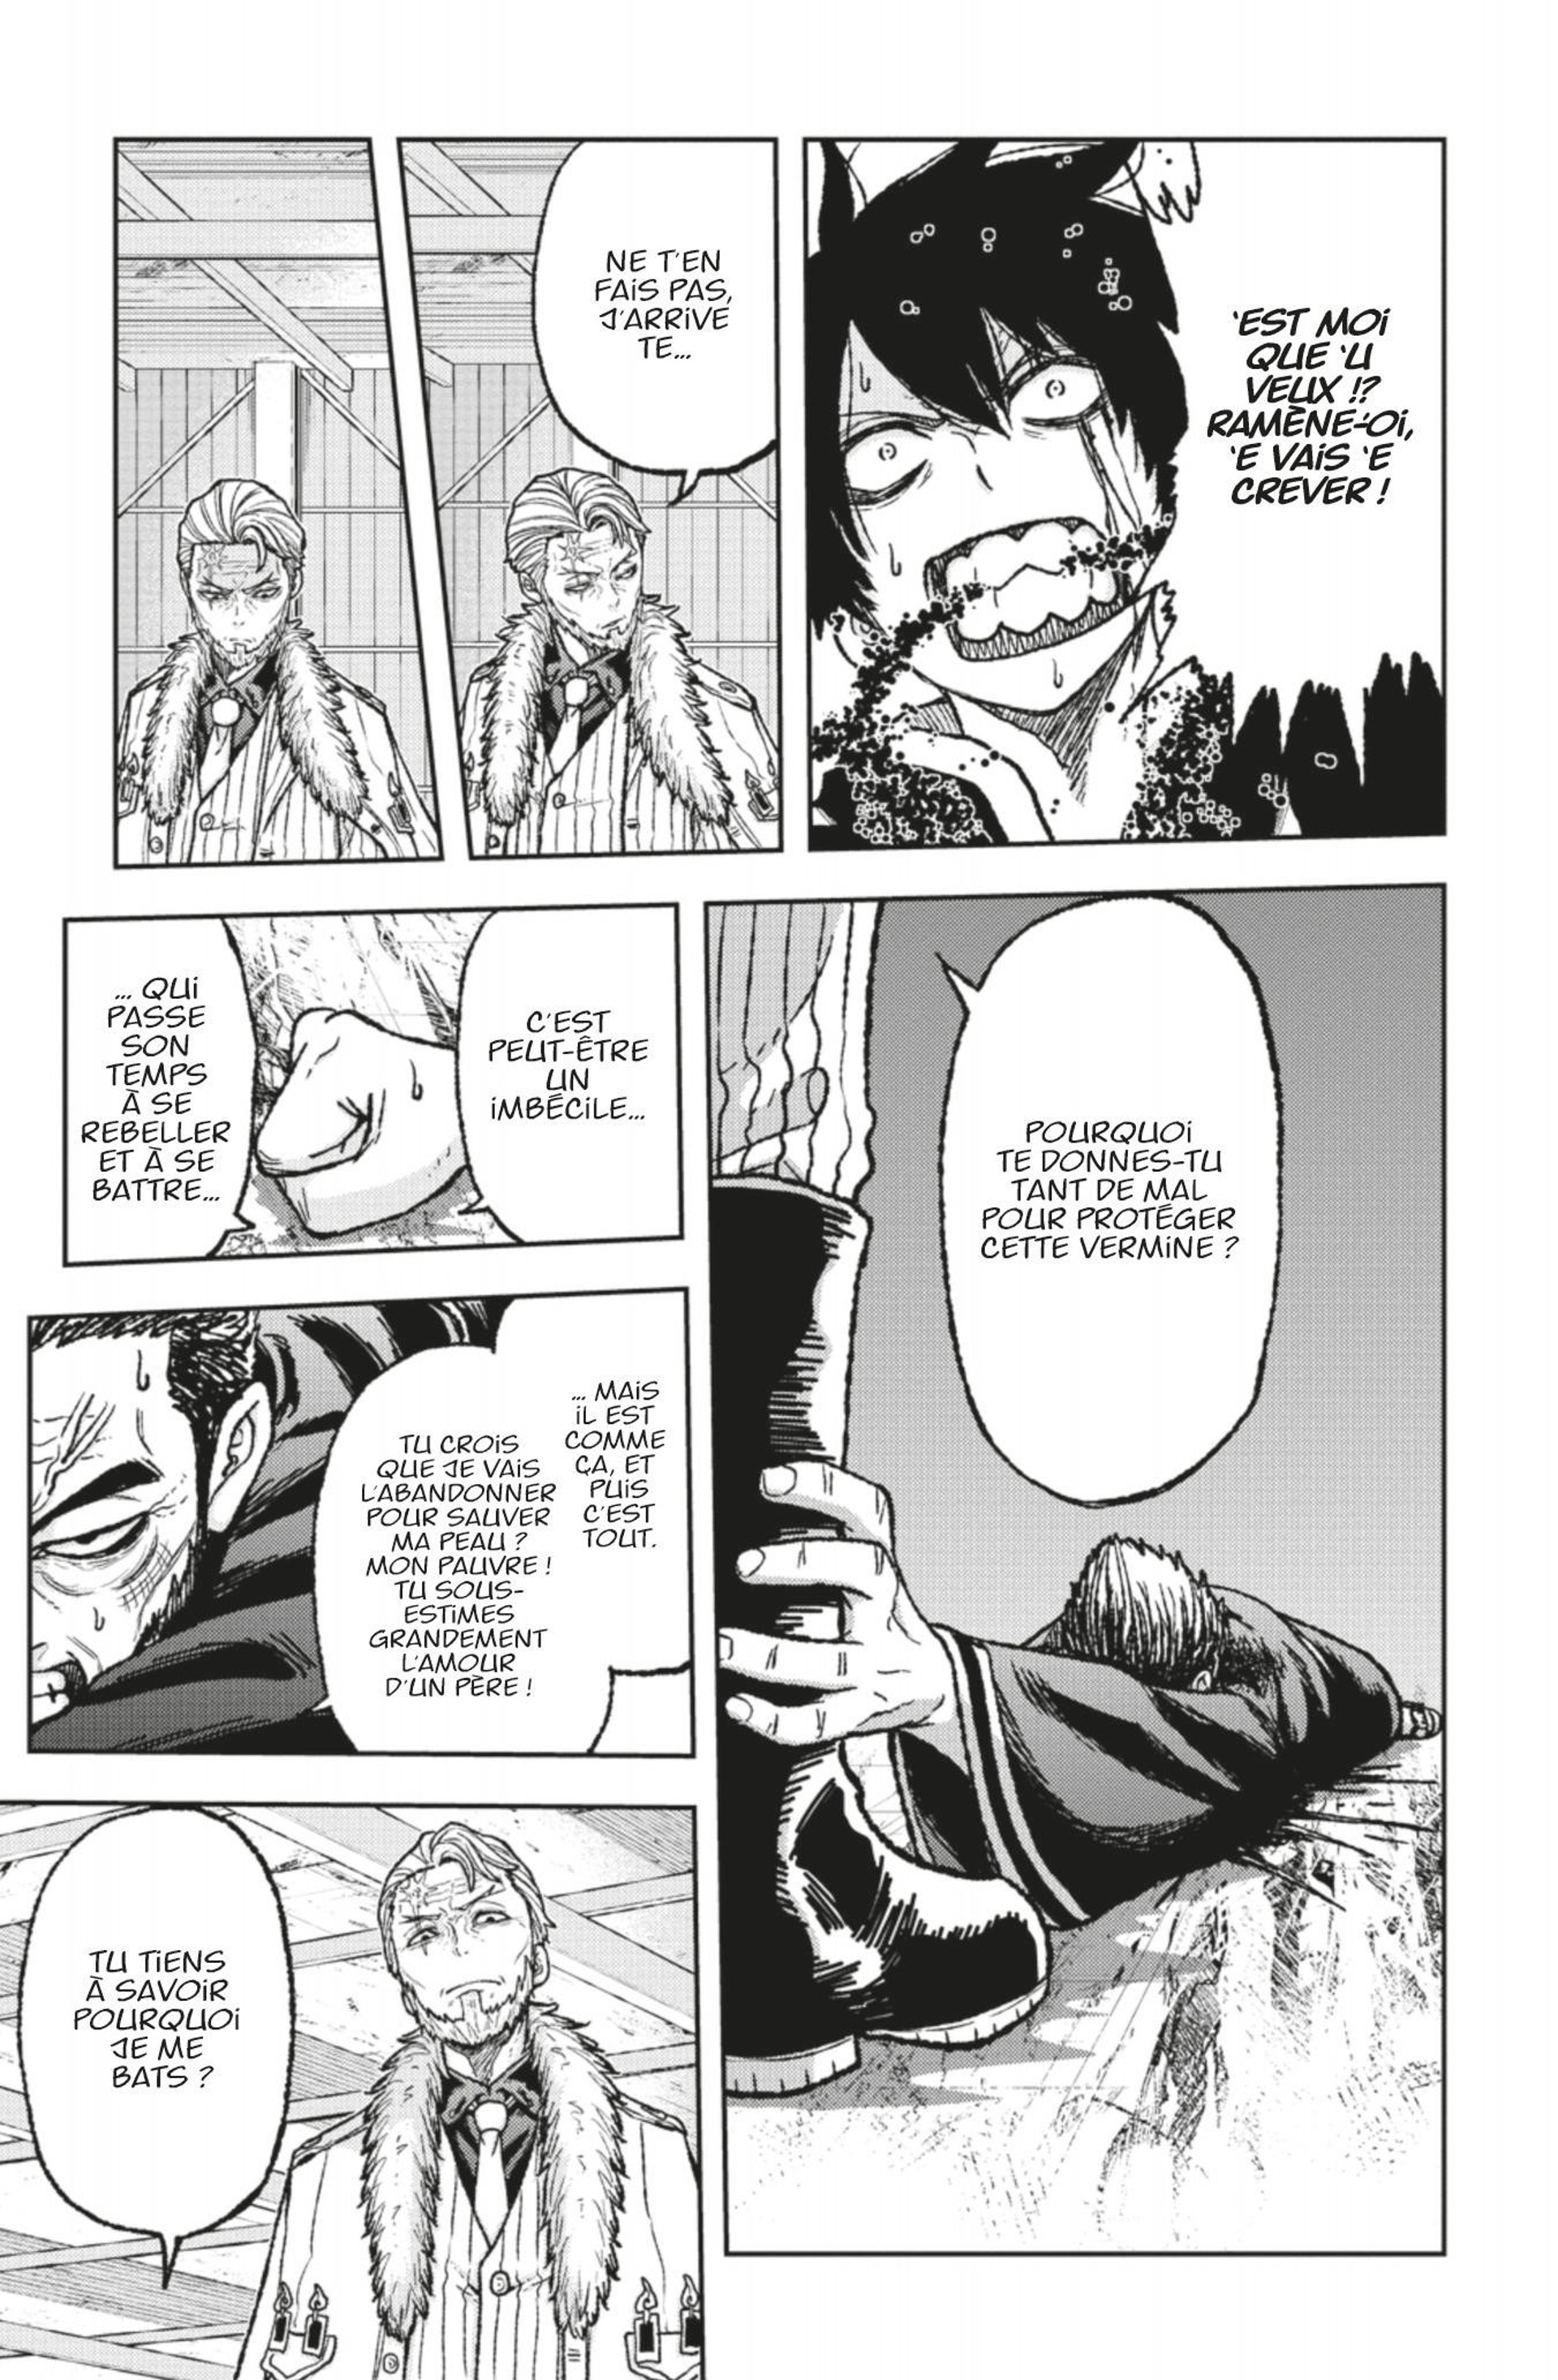 'EST MOI
QUE 'U
VEUX !?
RAMÈNE-'OI,
'E VAIS 'E
CREVER !
NE T'EN
FAIS PAS,
J'ARRIVE
TE...
POURQUOI
TE DONNES-TU
TANT DE MAL
POUR PROTÉGER
CETTE VERMINE ?
C'EST
PEUT-ÊTRE
UN
IMBÉCILE...
... QUI
PASSE
SON
TEMPS
À SE
REBELLER
ET À SE
BATTRE...
... MAIS
IL EST
COMME
ÇA, ET
PUIS
C'EST
TOUT.
TU CROIS
QUE JE VAIS
L'ABANDONNER
POUR SAUVER
MA PEAU ?
MON PAUVRE !
TU SOUS-
ESTIMES
GRANDEMENT
L'AMOUR
D'UN PÈRE !
TU TIENS
À SAVOIR
POURQUOI
JE ME
BATS ?